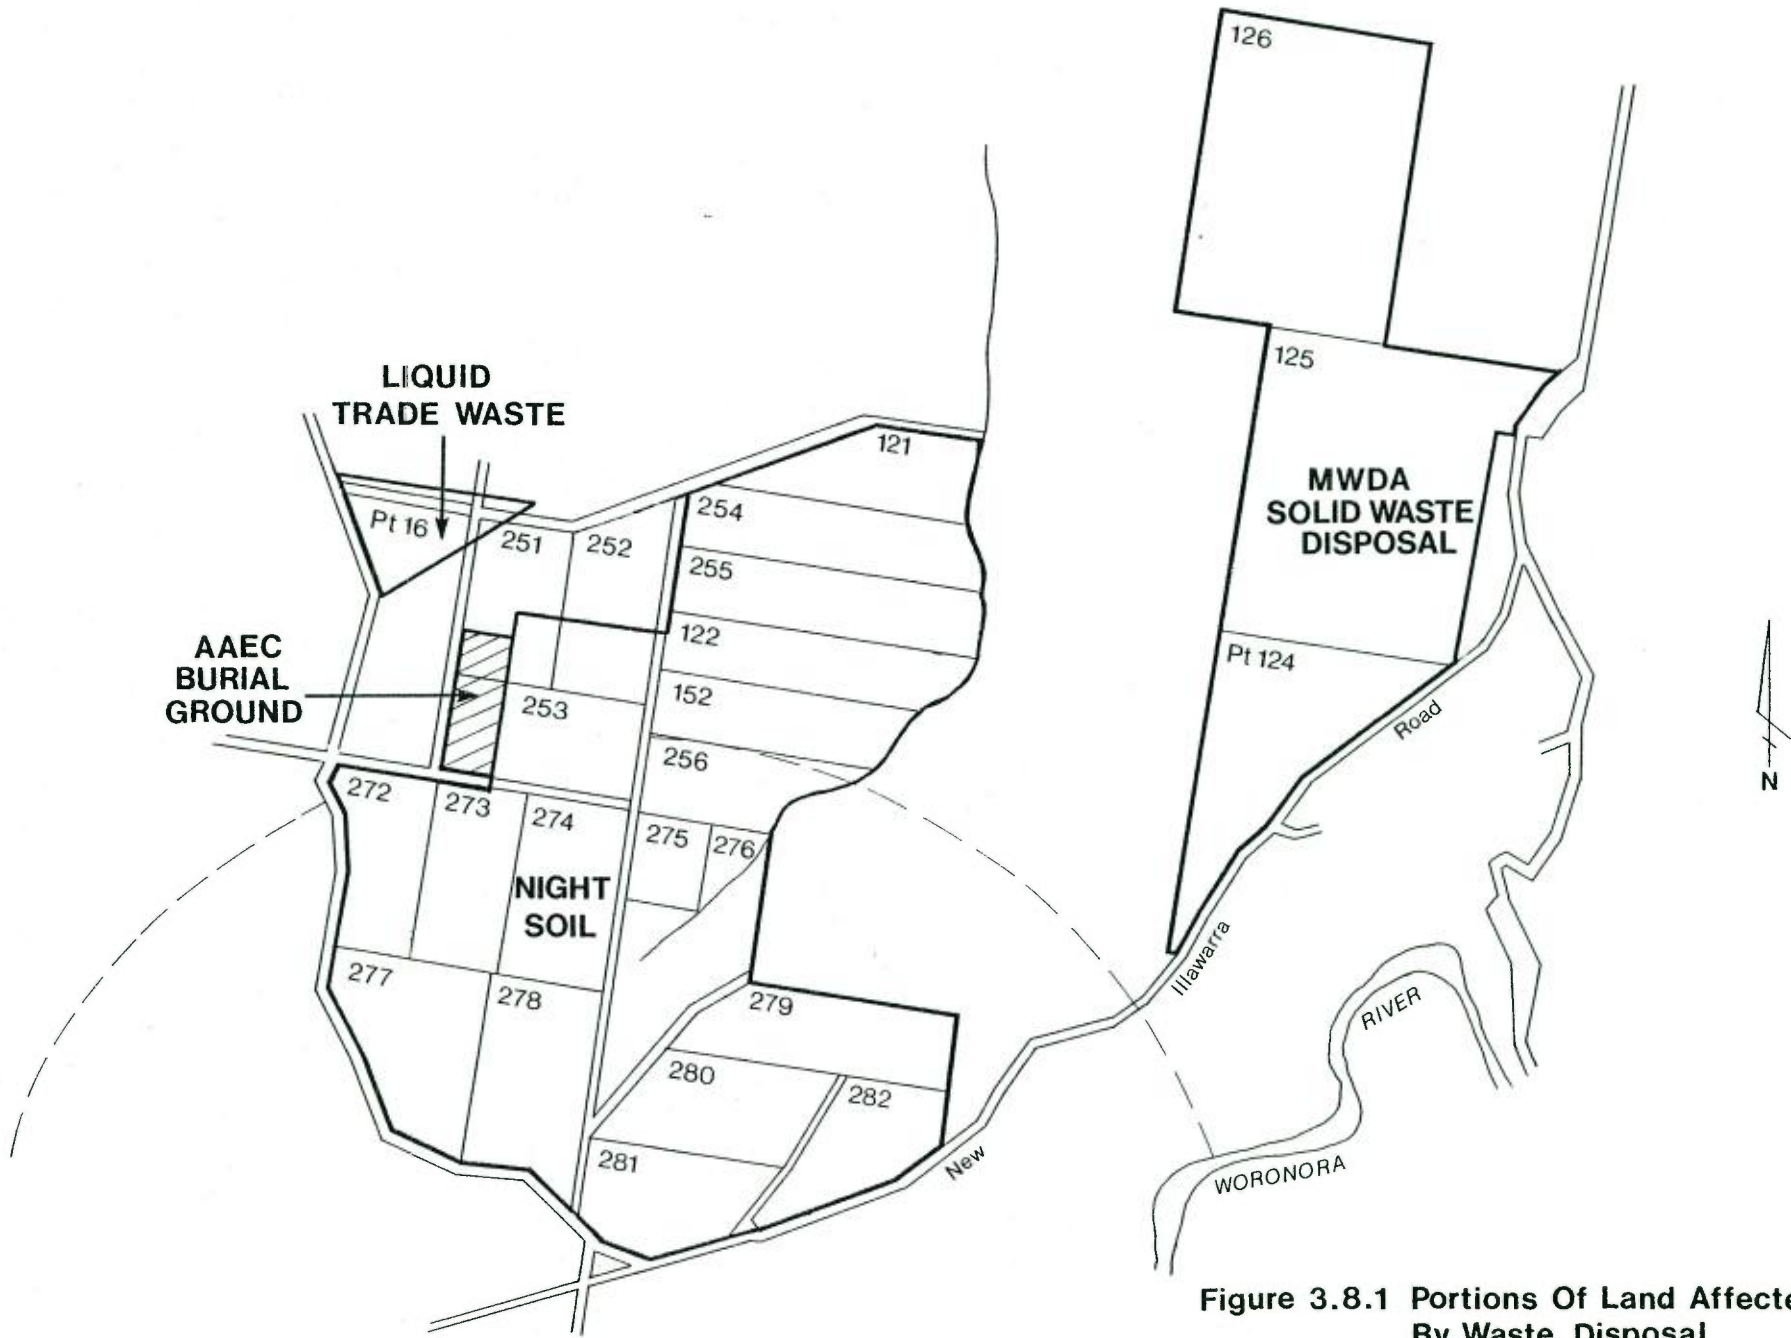 126
125
LIQUID
TRADE WASTE
121
MWDA
SOLID WASTE
DISPOSAL
Pt 16
251
252
254
255
122
Pt 124
AAEC
BURIAL
GROUND
152
253
256
Road
N
272
273
274
275
276
NIGHT
SOIL
277
278
279
Illawarra
RIVER
280
282
281
New
WORONORA
Figure 3.8.1 Portions Of Land Affecte
By Waste Disposal